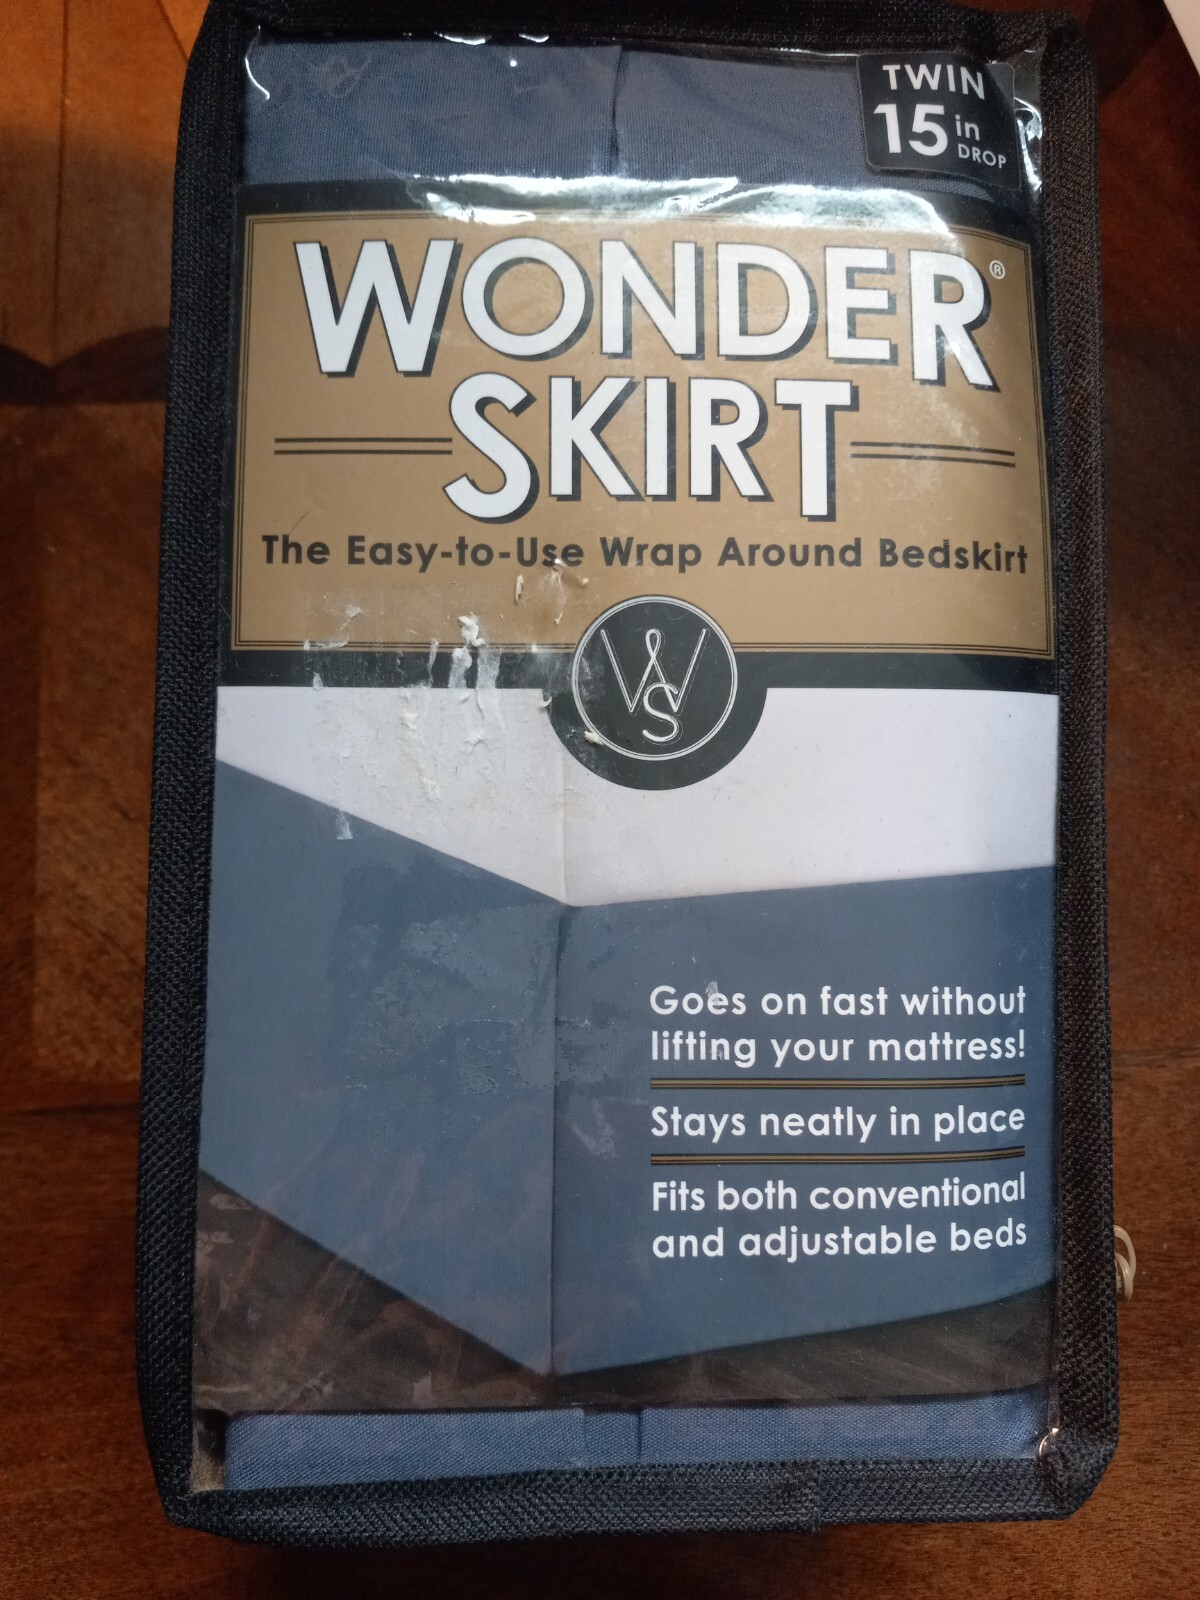 TWIN
15 in
DROP
WONDER®
SKIRT
The Easy-to-Use Wrap Around Bedskirt
WS
Goes on fast without
lifting your mattress!
Stays neatly in place
Fits both conventional
and adjustable beds